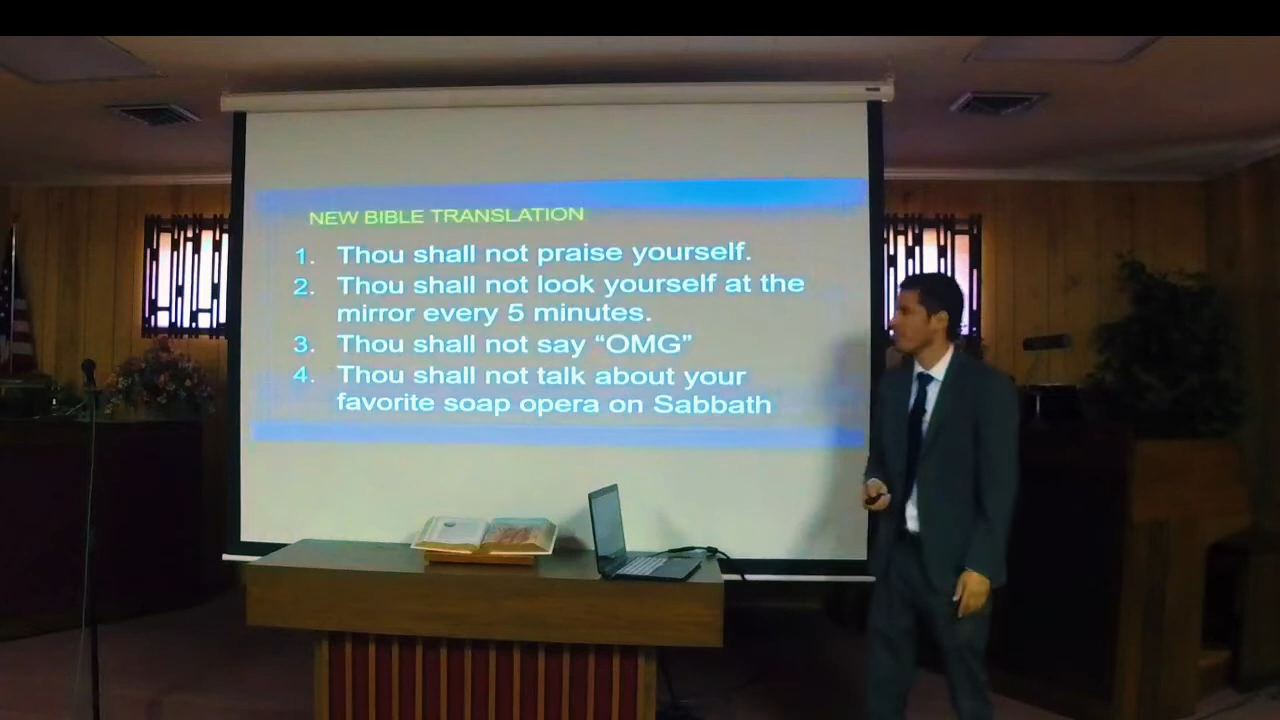 NEW BIBLE TRANSLATION
1. Thou shall not praise yourself.
2. Thou shall not look yourself at the
mirror every 5 minutes.
3. Thou shall not say “OMG”
4. Thou shall not talk about your
favorite soap opera on Sabbath